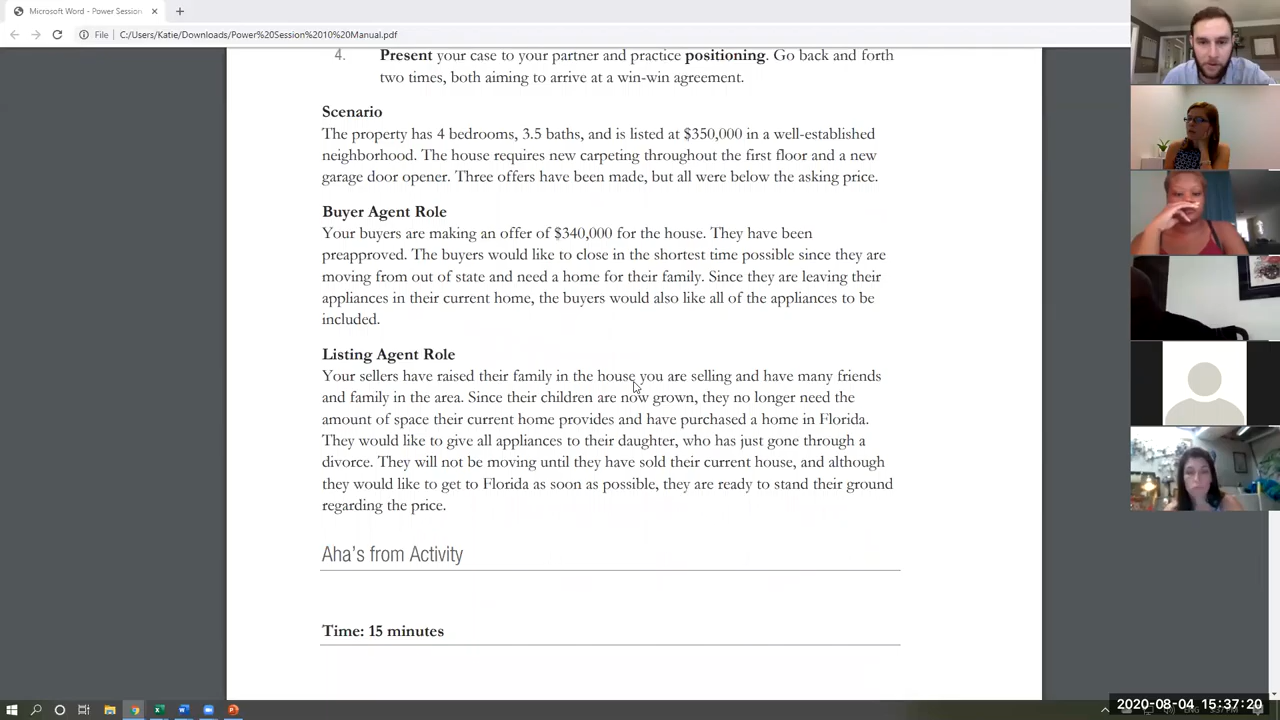 Microsoft Word - Power Session
File
C:/Users/Katie/Downloads/Power%20Session%2010%20Manual.pdf
4. Present your case to your partner and practice positioning. Go back and forth
two times, both aiming to arrive at a win-win agreement.
Scenario
The property has 4 bedrooms, 3.5 baths, and is listed at $350,000 in a well-established
neighborhood. The house requires new carpeting throughout the first floor and a new
garage door opener. Three offers have been made, but all were below the asking price.
Buyer Agent Role
Your buyers are making an offer of $340,000 for the house. They have been
preapproved. The buyers would like to close in the shortest time possible since they are
moving from out of state and need a home for their family. Since they are leaving their
appliances in their current home, the buyers would also like all of the appliances to be
included.
Listing Agent Role
Your sellers have raised their family in the house you are selling and have many friends
and family in the area. Since their children are now grown, they no longer need the
amount of space their current home provides and have purchased a home in Florida.
They would like to give all appliances to their daughter, who has just gone through a
divorce. They will not be moving until they have sold their current house, and although
they would like to get to Florida as soon as possible, they are ready to stand their ground
regarding the price.
Aha's from Activity
Time: 15 minutes
2020-08-04 15:37:20